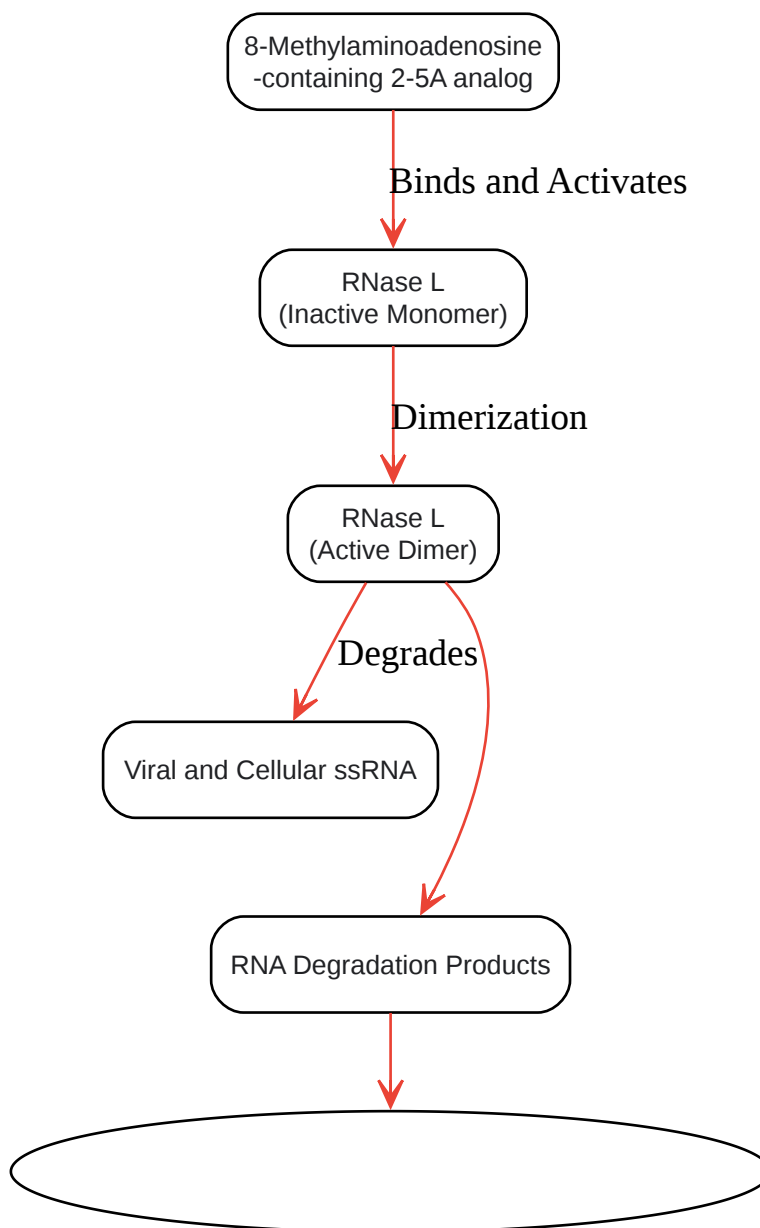 8-Methylaminoadenosine
-containing 2-5A analog
Binds and Activates
RNase L
(Inactive Monomer)
Dimerization
RNase L
(Active Dimer)
Degrades
Viral and Cellular ssRNA
RNA Degradation Products